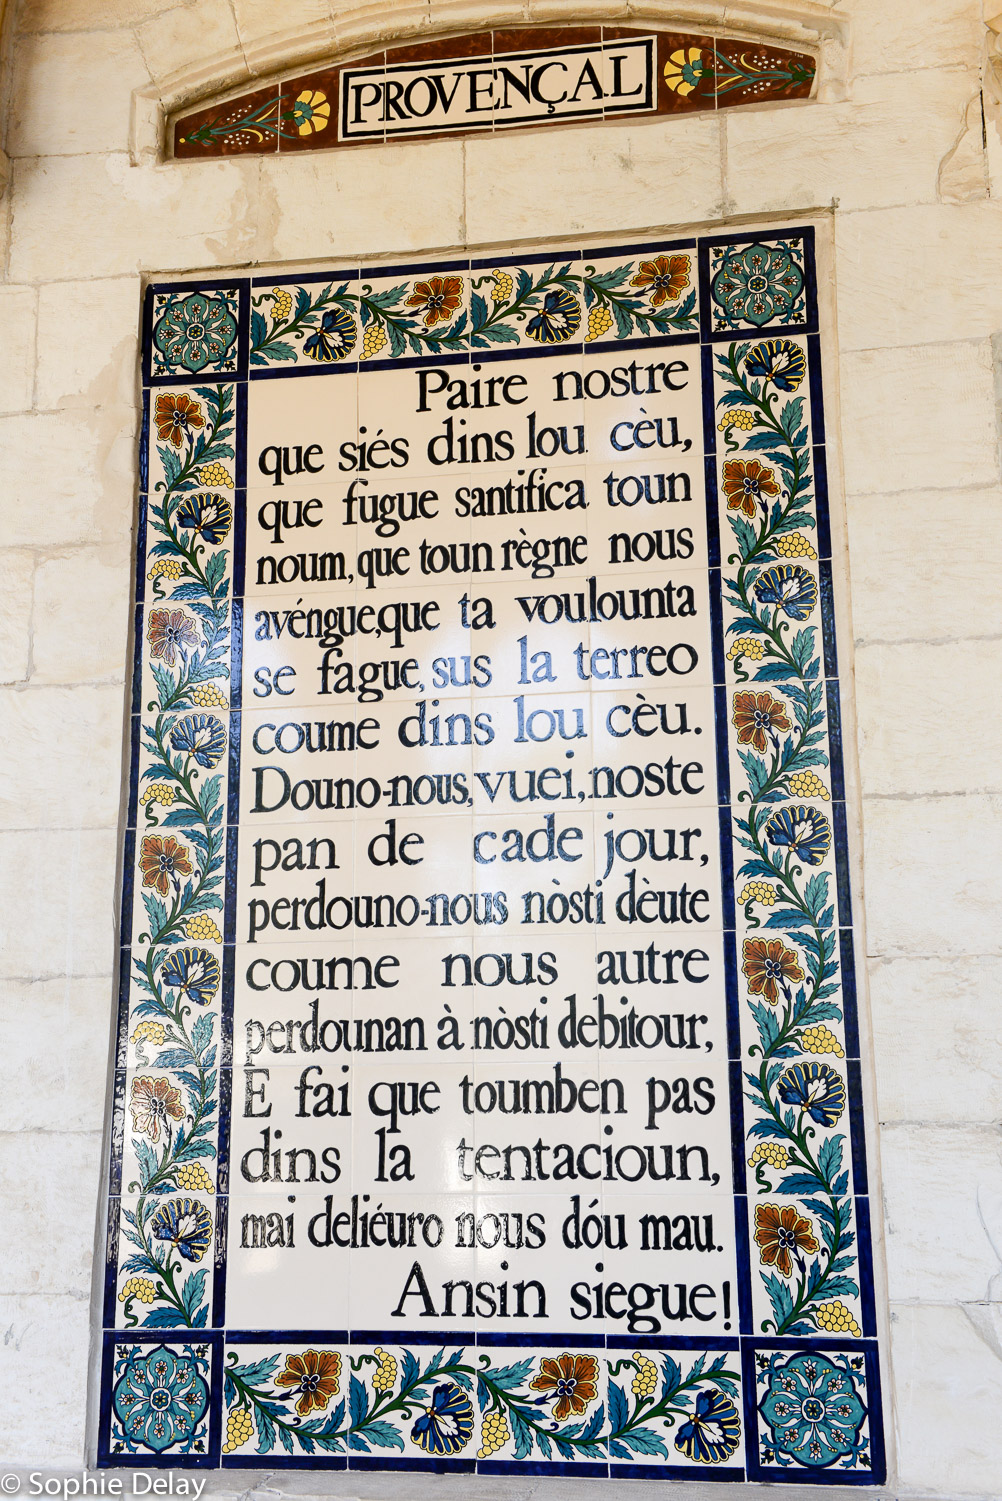 PROVENÇAL
Paire nostre
que siés dins lou cèu,
que fugue santifica toun
noum, que toun règne nous
avéngue, que ta voulounta
se fague, sus la terreo
coume dins lou cèu.
Douno-nous, vuei, noste
pan de cade jour,
perdouno-nous nòsti dèute
coume nous autre
perdounan à nòsti debitour,
E fai que toumben pas
dins la tentacioun,
mai deliéuro nous dóu mau.
Ansin siegue!
© Sophie Delay